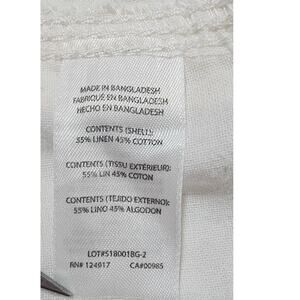 MADE IN BANGLADESH
FABRIQUÉ EN BANGLADESH
HECHO EN BANGLADESH
CONTENTS (SHELL):
55% LINEN 45% COTTON
CONTENTS (TISSU EXTÉRIEUR):
55% LIN 45% COTON
CONTENTS (TEJIDO EXTERNO):
55% LINO 45% ALGODON
LOT#518001BG-2
RN# 124917 CA#00985